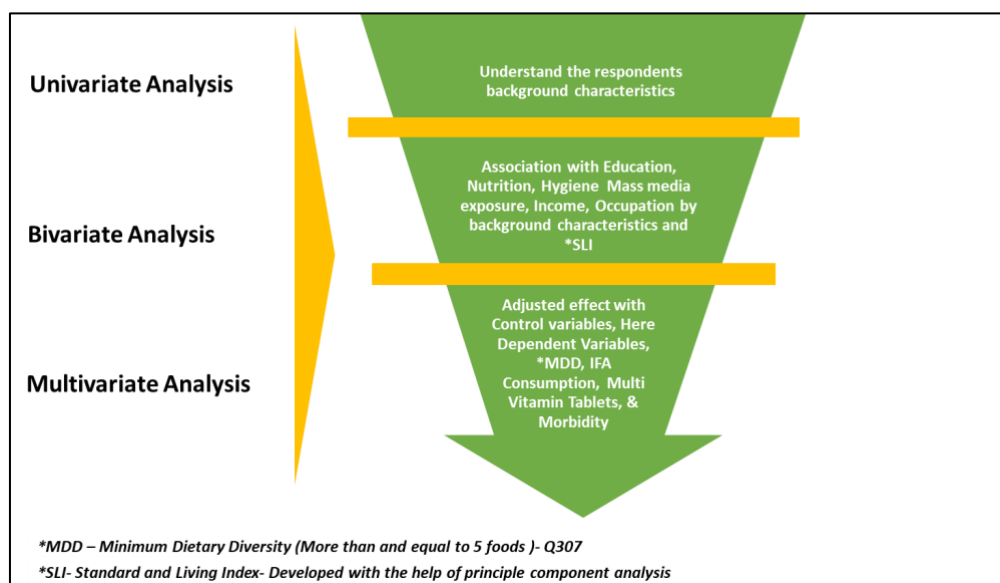 Univariate Analysis
Understand the respondents
background characteristics
Bivariate Analysis
Association with Education,
Nutrition, Hygiene Mass media
exposure, Income, Occupation by
background characteristics and
*SLI
Multivariate Analysis
Adjusted effect with
Control variables, Here
Dependent Variables,
*MDD, IFA
Consumption, Multi
Vitamin Tablets, &
Morbidity
*MDD – Minimum Dietary Diversity (More than and equal to 5 foods )- Q307
*SLI- Standard and Living Index- Developed with the help of principle component analysis